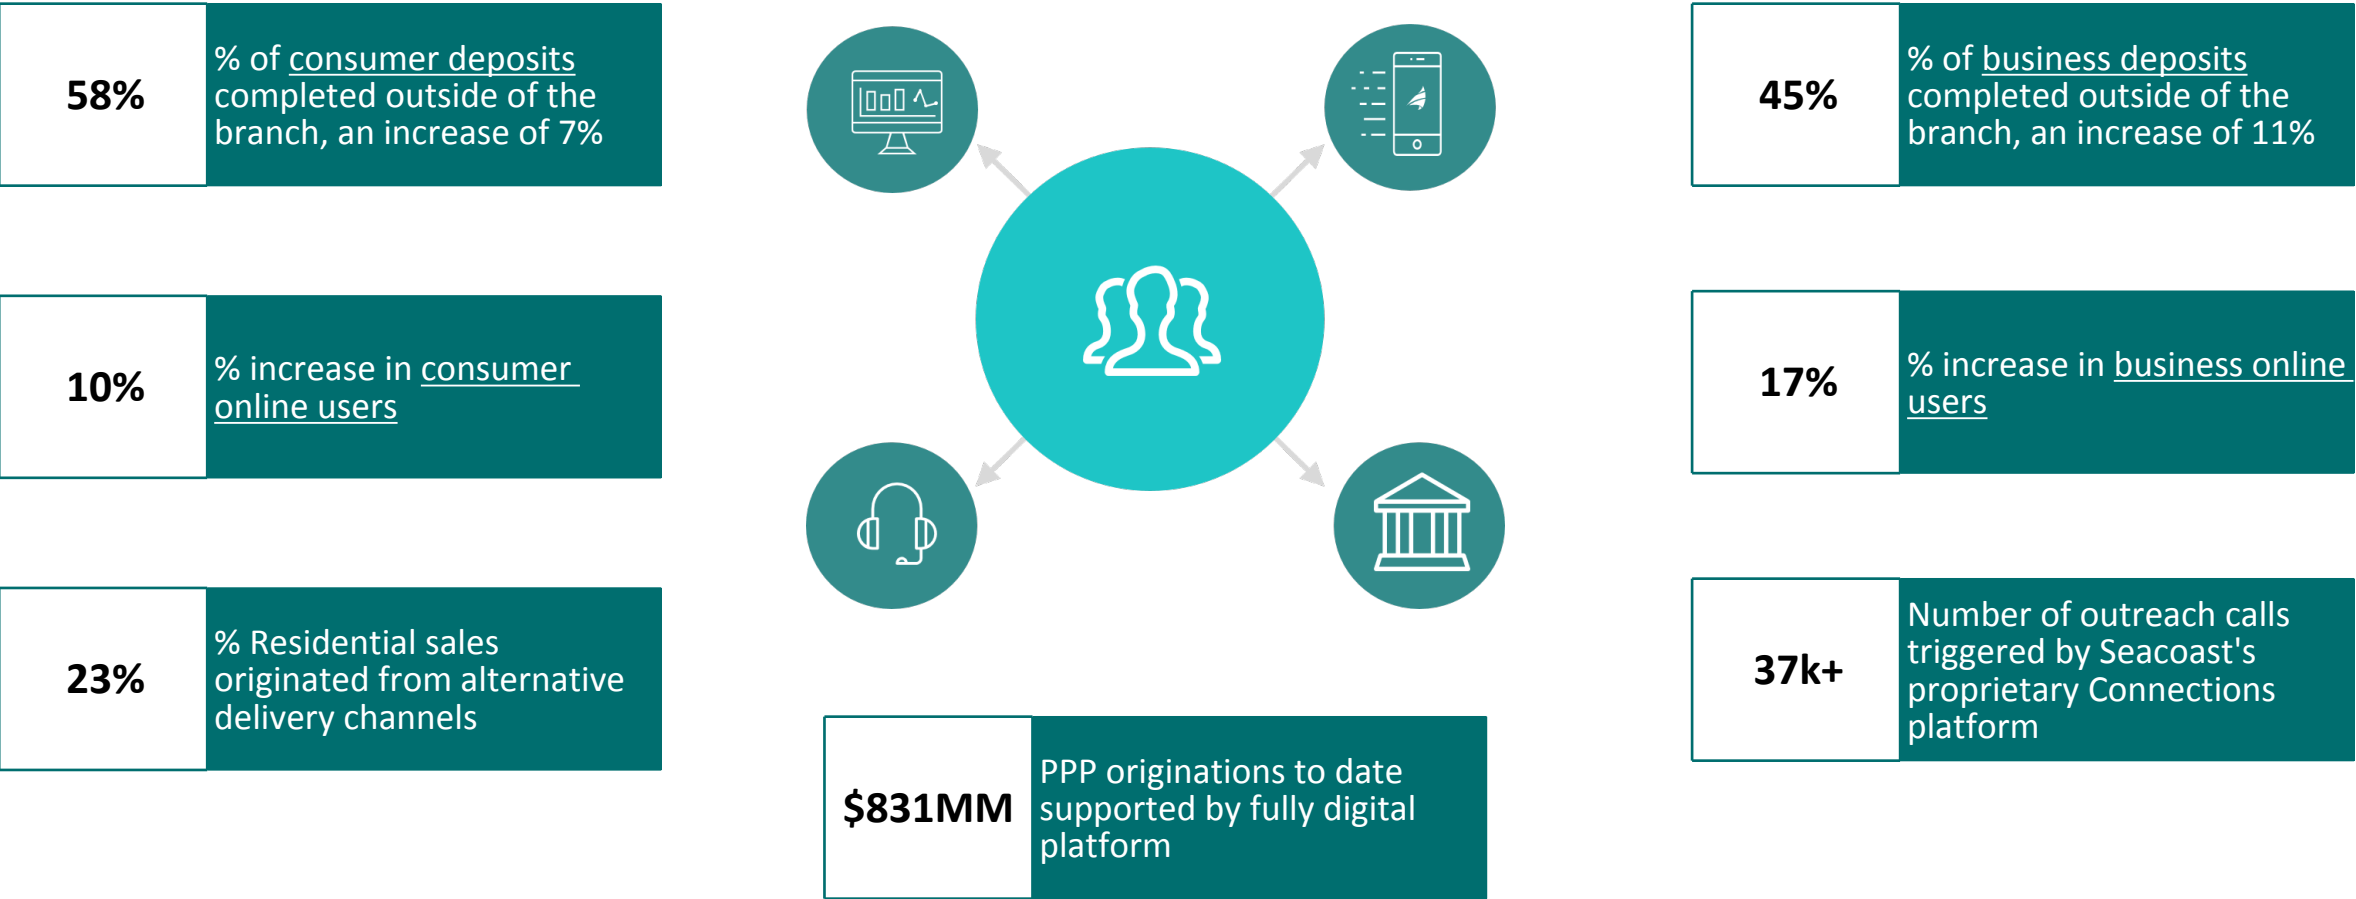 58%
% of consumer deposits
completed outside of the
branch, an increase of 7%
10%
% increase in consumer
online users
23%
% Residential sales
originated from alternative
delivery channels
$831MM
PPP originations to date
supported by fully digital
platform
45%
% of business deposits
completed outside of the
branch, an increase of 11%
17%
% increase in business online
users
37k+
Number of outreach calls
triggered by Seacoast's
proprietary Connections
platform